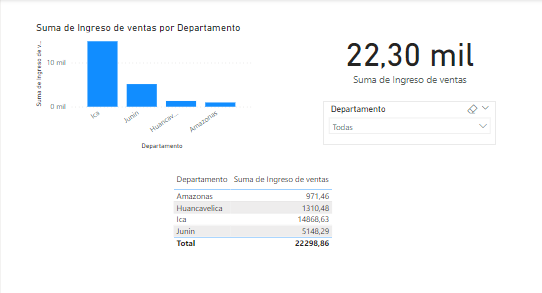 Suma de Ingreso de ventas por Departamento
Suma de Ingreso de v...
10 mil
0 mil
Ica
Junin
Huancav...
Amazonas
Departamento
22,30 mil
Suma de Ingreso de ventas
Departamento
Todas
Departamento Suma de Ingreso de ventas
Amazonas 971,46
Huancavelica 1310,48
Ica 14868,63
Junin 5148,29
Total 22298,86